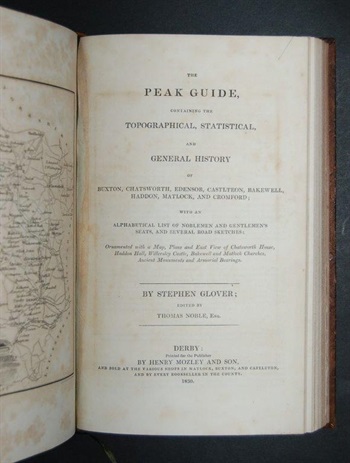 THE
PEAK GUIDE,
CONTAINING THE
TOPOGRAPHICAL, STATISTICAL,
AND
GENERAL HISTORY
OF
BUXTON, CHATSWORTH, EDENSOR, CASTLETON, BAKEWELL,
HADDON, MATLOCK, AND CROMFORD;
WITH AN
ALPHABETICAL LIST OF NOBLEMEN AND GENTLEMEN'S
SEATS, AND SEVERAL ROAD SKETCHES;
Ornamented with a Map, Plans and East View of Chatsworth House,
Haddon Hall, Willersley Castle, Bakewell and Matlock Churches,
Ancient Monuments and Armorial Bearings.
BY STEPHEN GLOVER;
EDITED BY
THOMAS NOBLE, Esq.
DERBY:
Printed for the Publisher
BY HENRY MOZLEY AND SON,
AND SOLD AT THE VARIOUS SHOPS IN MATLOCK, BUXTON, AND CASTLETON,
AND BY EVERY BOOKSELLER IN THE COUNTY.
1830.